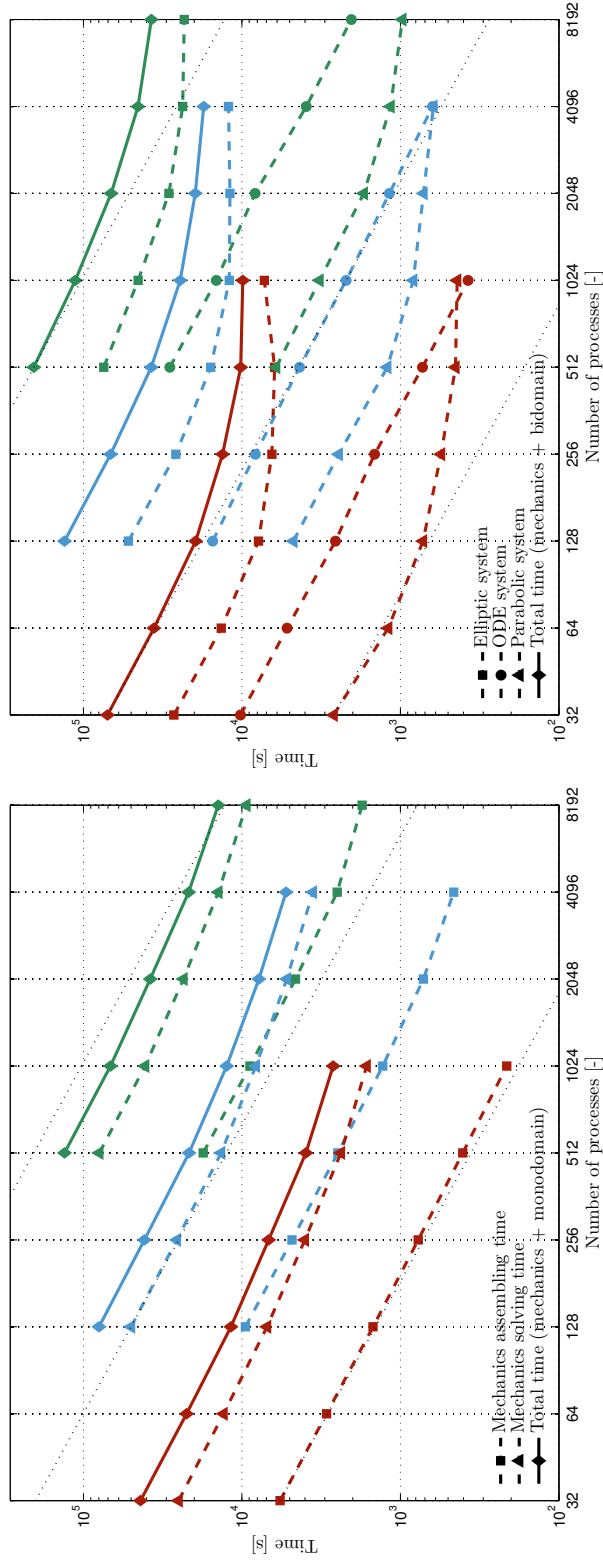 10^5
10^4
10^3
10^2
Time [s]
32
64
128
256
512
1024
2048
4096
8192
Number of processes [-]
Mechanics assembling time
Mechanics solving time
Total time (mechanics + monodomain)
10^5
10^4
10^3
10^2
Time [s]
32
64
128
256
512
1024
2048
4096
8192
Number of processes [-]
Elliptic system
ODE system
Parabolic system
Total time (mechanics + bidomain)